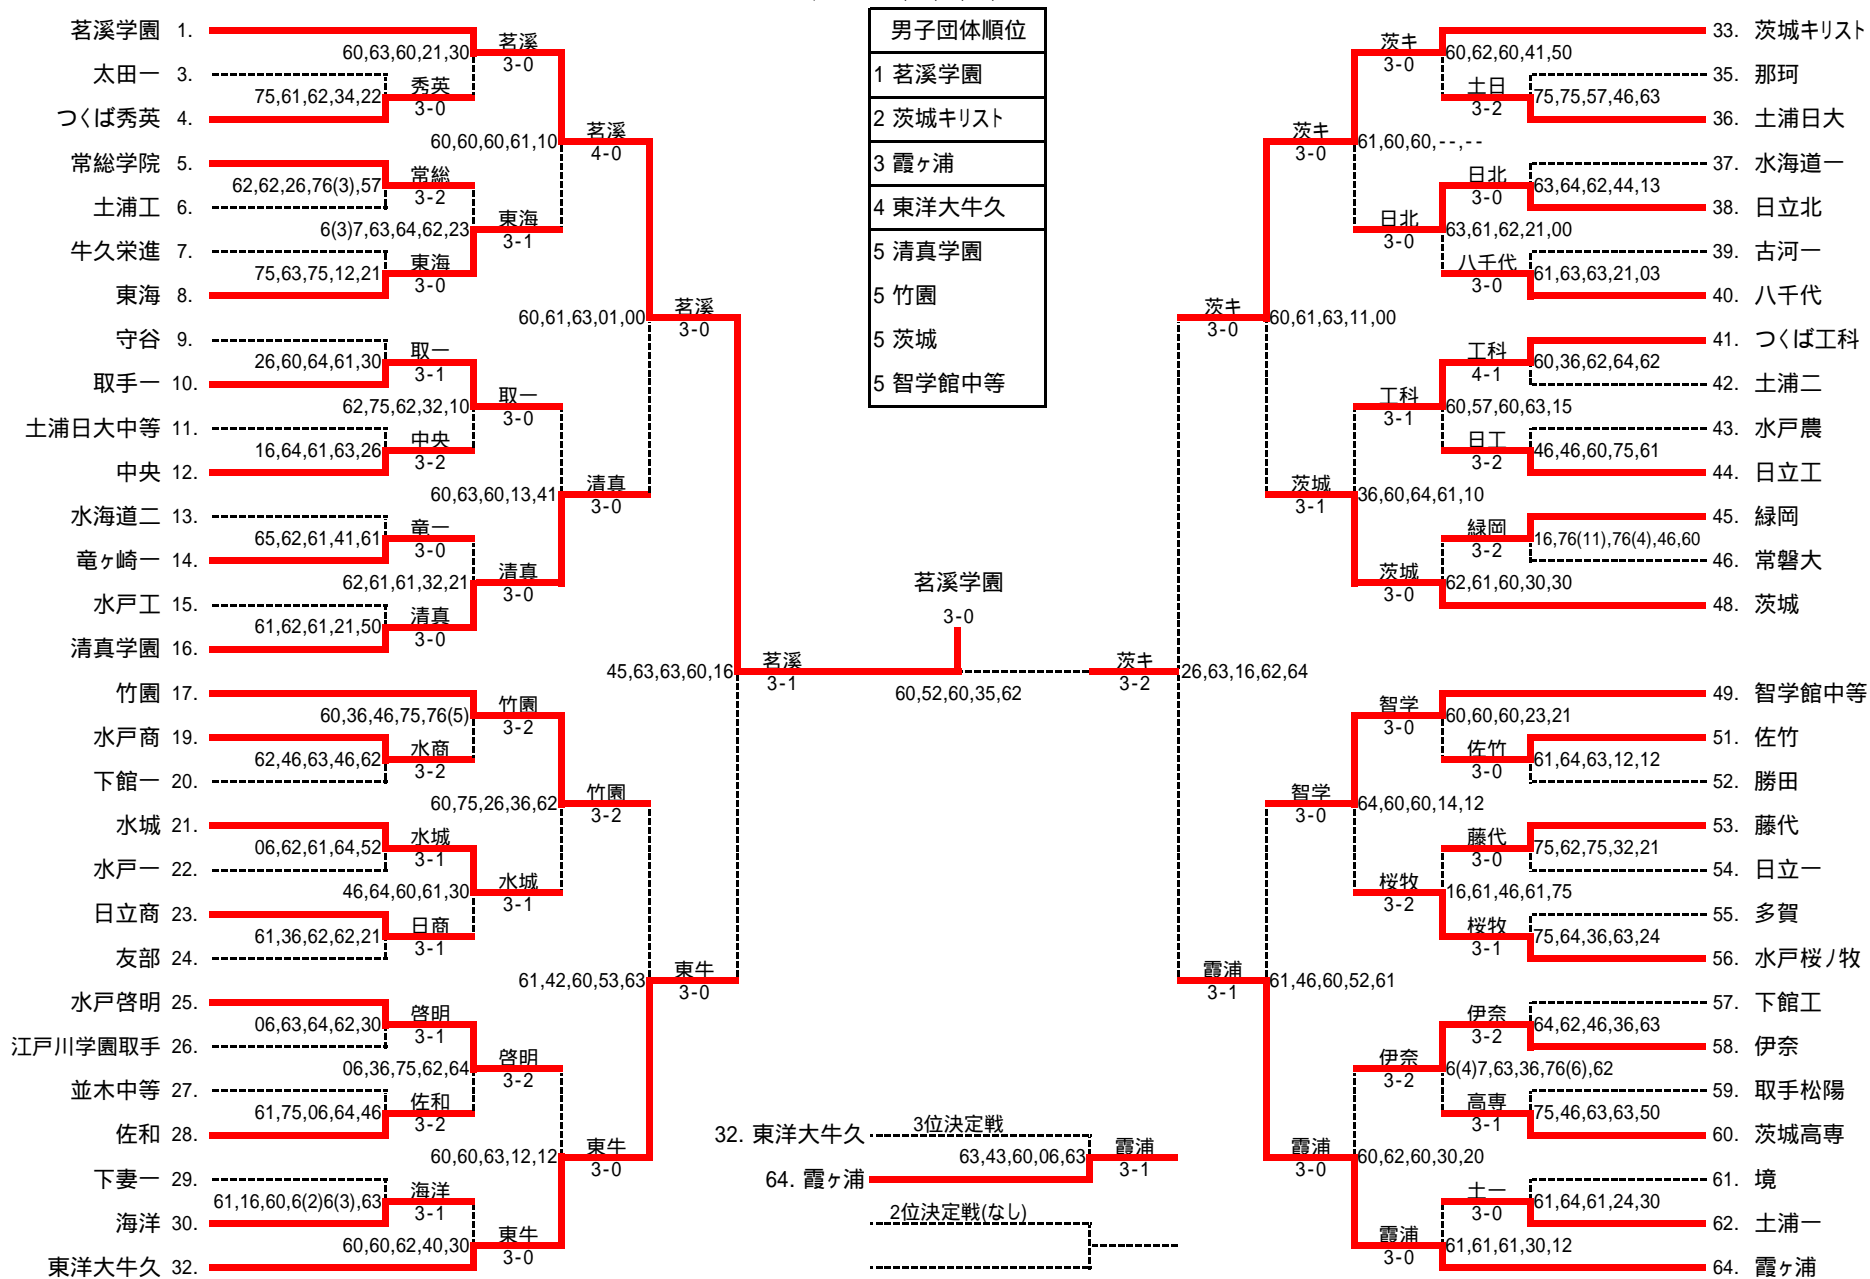 茗溪学園 1.
60,63,60,21,30
茗溪
3-0
太田一 3.
75,61,62,34,22
秀英
3-0
つくば秀英 4.
60,60,60,61,10
茗溪
4-0
常総学院 5.
62,62,26,76(3),57
常総
3-2
土浦工 6.
6(3)7,63,64,62,23
東海
3-1
牛久栄進 7.
75,63,75,12,21
東海
3-0
東海 8.
60,61,63,01,00
茗溪
3-0
守谷 9.
26,60,64,61,30
取一
3-1
取手一 10.
62,75,62,32,10
取一
3-0
土浦日大中等 11.
16,64,61,63,26
中央
3-2
中央 12.
60,63,60,13,41
清真
3-0
水海道二 13.
65,62,61,41,61
竜一
3-0
竜ヶ崎一 14.
62,61,61,32,21
清真
3-0
水戸工 15.
61,62,61,21,50
清真
3-0
清真学園 16.
45,63,63,60,16
茗溪
3-1
竹園 17.
60,36,46,75,76(5)
竹園
3-2
水戸商 19.
62,46,63,46,62
水商
3-2
下館一 20.
60,75,26,36,62
竹園
3-2
水城 21.
06,62,61,64,52
水城
3-1
水戸一 22.
46,64,60,61,30
水城
3-1
日立商 23.
61,36,62,62,21
日商
3-1
友部 24.
61,42,60,53,63
東牛
3-0
水戸啓明 25.
06,63,64,62,30
啓明
3-1
江戸川学園取手 26.
06,36,75,62,64
啓明
3-2
並木中等 27.
61,75,06,64,46
佐和
3-2
佐和 28.
60,60,63,12,12
東牛
3-0
下妻一 29.
61,16,60,6(2)6(3),63
海洋
3-1
海洋 30.
60,60,62,40,30
東牛
3-0
東洋大牛久 32.
男子団体順位
1 茗溪学園
2 茨城キリスト
3 霞ヶ浦
4 東洋大牛久
5 清真学園
5 竹園
5 茨城
5 智学館中等
茗溪学園
3-0
60,52,60,35,62
3位決定戦
32. 東洋大牛久
63,43,60,06,63
霞浦
3-1
64. 霞ヶ浦
2位決定戦(なし)
33. 茨城キリスト
茨キ
3-0
60,62,60,41,50
35. 那珂
土日
3-2
75,75,57,46,63
36. 土浦日大
茨キ
3-0
61,60,60,--,--
37. 水海道一
日北
3-0
63,64,62,44,13
38. 日立北
日北
3-0
63,61,62,21,00
39. 古河一
八千代
3-0
61,63,63,21,03
40. 八千代
茨キ
3-0
60,61,63,11,00
41. つくば工科
工科
4-1
60,36,62,64,62
42. 土浦二
工科
3-1
60,57,60,63,15
43. 水戸農
日工
3-2
46,46,60,75,61
44. 日立工
茨城
3-1
36,60,64,61,10
45. 緑岡
緑岡
3-2
16,76(11),76(4),46,60
46. 常磐大
茨城
3-0
62,61,60,30,30
48. 茨城
茨キ
3-2
26,63,16,62,64
49. 智学館中等
智学
3-0
60,60,60,23,21
51. 佐竹
佐竹
3-0
61,64,63,12,12
52. 勝田
智学
3-0
64,60,60,14,12
53. 藤代
藤代
3-0
75,62,75,32,21
54. 日立一
桜牧
3-2
16,61,46,61,75
55. 多賀
桜牧
3-1
75,64,36,63,24
56. 水戸桜ノ牧
霞浦
3-1
61,46,60,52,61
57. 下館工
伊奈
3-2
64,62,46,36,63
58. 伊奈
伊奈
3-2
6(4)7,63,36,76(6),62
59. 取手松陽
高専
3-1
75,46,63,63,50
60. 茨城高専
霞浦
3-0
60,62,60,30,20
61. 境
土一
3-0
61,64,61,24,30
62. 土浦一
霞浦
3-0
61,61,61,30,12
64. 霞ヶ浦